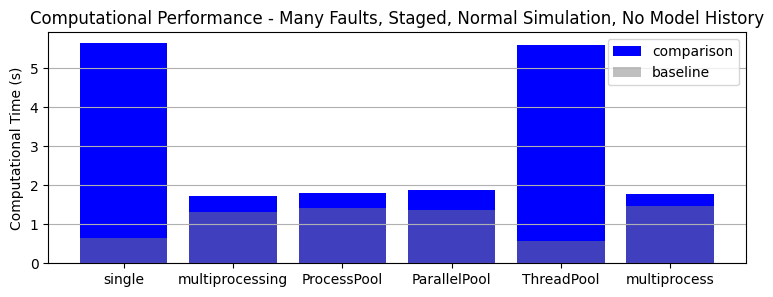 Computational Performance - Many Faults, Staged, Normal Simulation, No Model History
Computational Time (s)
5
4
3
2
1
0
comparison
baseline
single
multiprocessing
ProcessPool
ParallelPool
ThreadPool
multiprocess